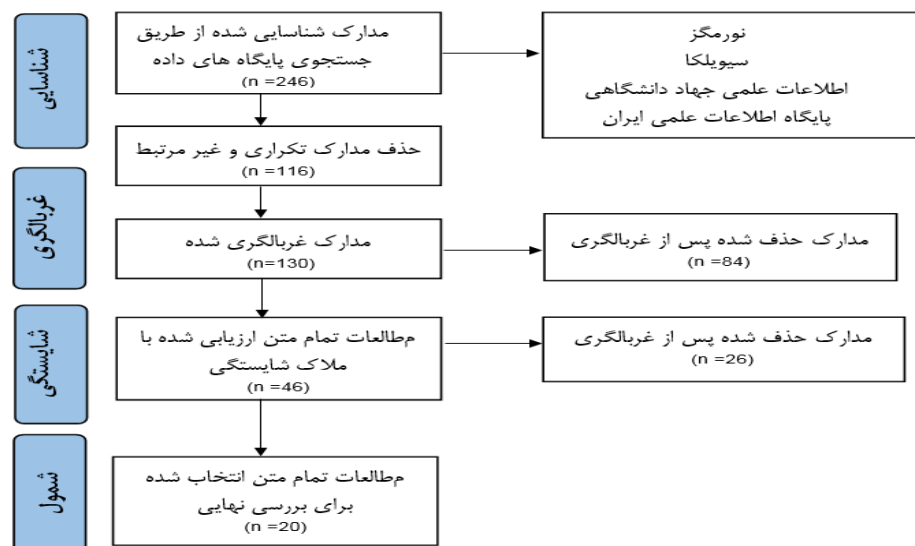 شناسایی
مدارک شناسایی شده از طریق
جستجوی پایگاه های داده
(n =246)
نورمگز
سیویلکا
اطلاعات علمی جهاد دانشگاهی
پایگاه اطلاعات علمی ایران
حذف مدارک تکراری و غیر مرتبط
(n =116)
غربالگری
مدارک غربالگری شده
(n=130)
مدارک حذف شده پس از غربالگری
(n =84)
شایستگی
مطالعات تمام متن ارزیابی شده با
ملاک شایستگی
(n =46)
مدارک حذف شده پس از غربالگری
(n =26)
شمول
مطالعات تمام متن انتخاب شده
برای بررسی نهایی
(n =20)